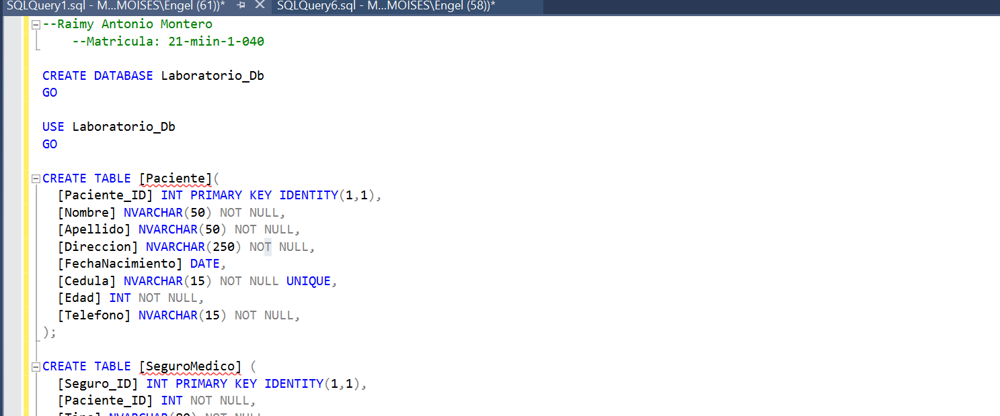 SQLQuery1.sql - M...MOISES\Engel (61))*
SQLQuery6.sql - M...MOISES\Engel (58))*
--Raimy Antonio Montero
--Matricula: 21-miin-1-040
CREATE DATABASE Laboratorio_Db
GO
USE Laboratorio_Db
GO
CREATE TABLE [Paciente](
[Paciente_ID] INT PRIMARY KEY IDENTITY(1,1),
[Nombre] NVARCHAR(50) NOT NULL,
[Apellido] NVARCHAR(50) NOT NULL,
[Direccion] NVARCHAR(250) NOT NULL,
[FechaNacimiento] DATE,
[Cedula] NVARCHAR(15) NOT NULL UNIQUE,
[Edad] INT NOT NULL,
[Telefono] NVARCHAR(15) NOT NULL,
);
CREATE TABLE [SeguroMedico] (
[Seguro_ID] INT PRIMARY KEY IDENTITY(1,1),
[Paciente_ID] INT NOT NULL,